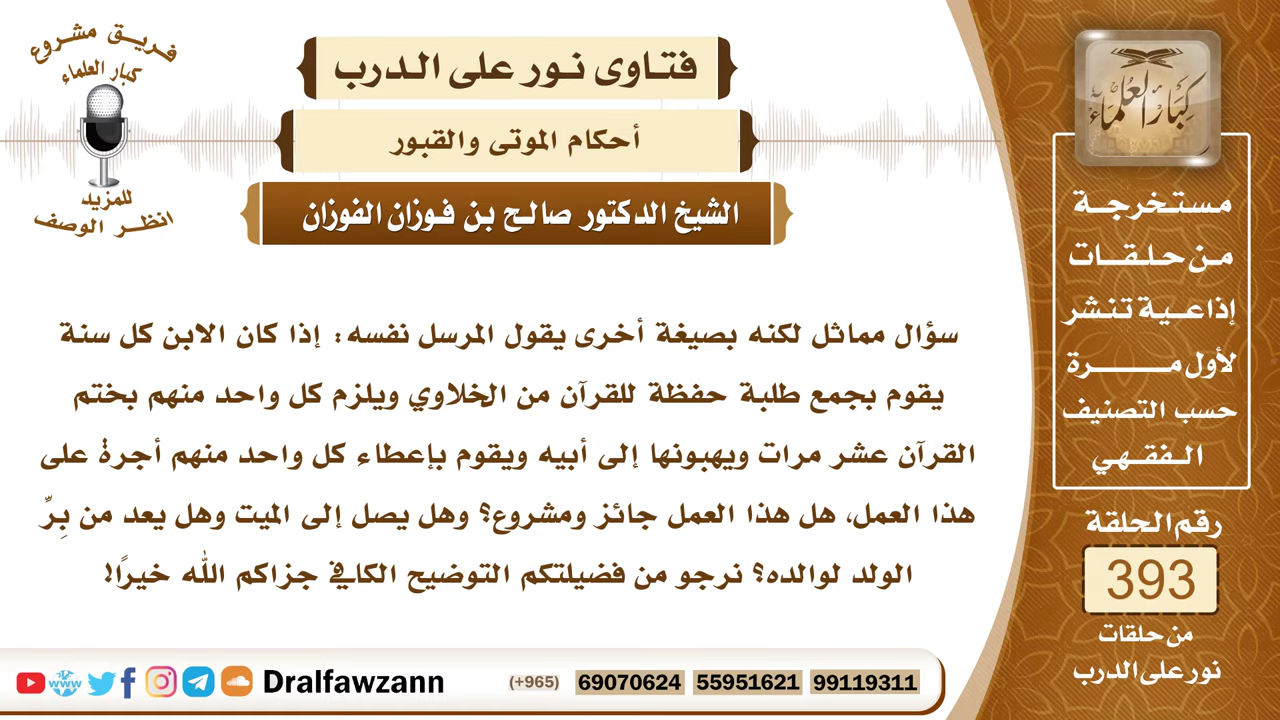 فريق مشروع
كبار العلماء
للمزيد
انظر الوصف
فتاوى نور على الدرب
أحكام الموتى والقبور
الشيخ الدكتور صالح بن فوزان الفوزان
سؤال مماثل لكنه بصيغة أخرى يقول المرسل نفسه: إذا كان الابن كل سنة
يقوم بجمع طلبة حفظة للقرآن من الخلاوي ويلزم كل واحد منهم بختم
القرآن عشر مرات ويهبونها إلى أبيه ويقوم بإعطاء كل واحد منهم أجرة على
هذا العمل، هل هذا العمل جائز ومشروع؟ وهل يصل إلى الميت وهل يعد من بِرِّ
الولد لوالده؟ نرجو من فضيلتكم التوضيح الكافي جزاكم الله خيرًا!
كبار العلماء
مستخرجة
من حلقات
إذاعية تنشر
لأول مرة
حسب التصنيف
الفقهي
رقم الحلقة
393
من حلقات
نور على الدرب
www
Dralfawzann
(+965) 69070624 55951621 99119311